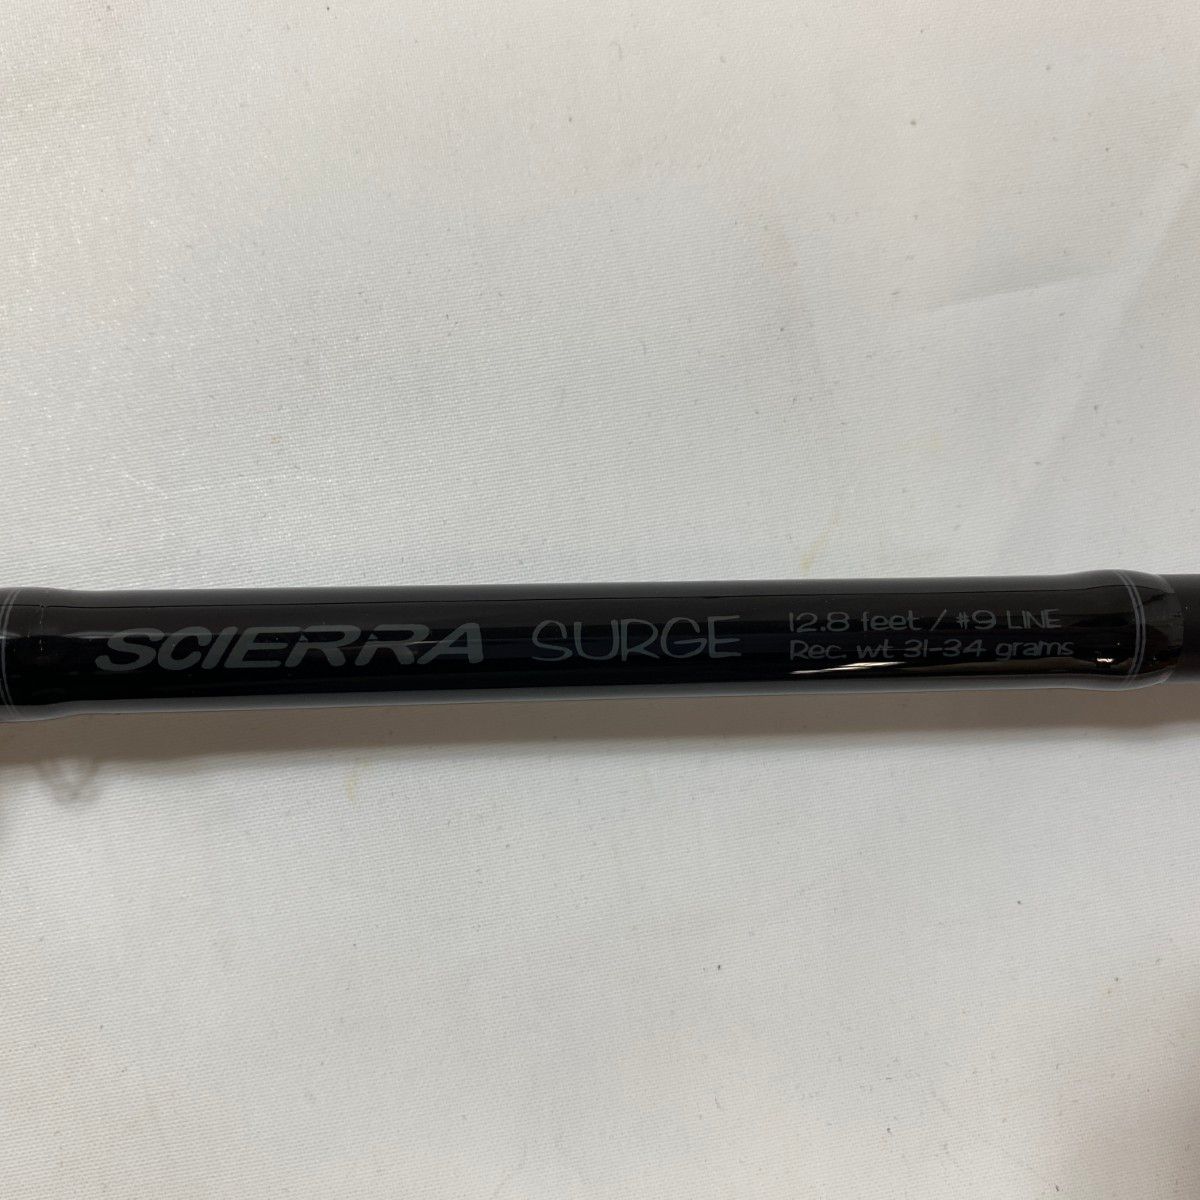 SCIERRA SURGE
12.8 feet / #9 LINE
Rec. wt 31-34 grams